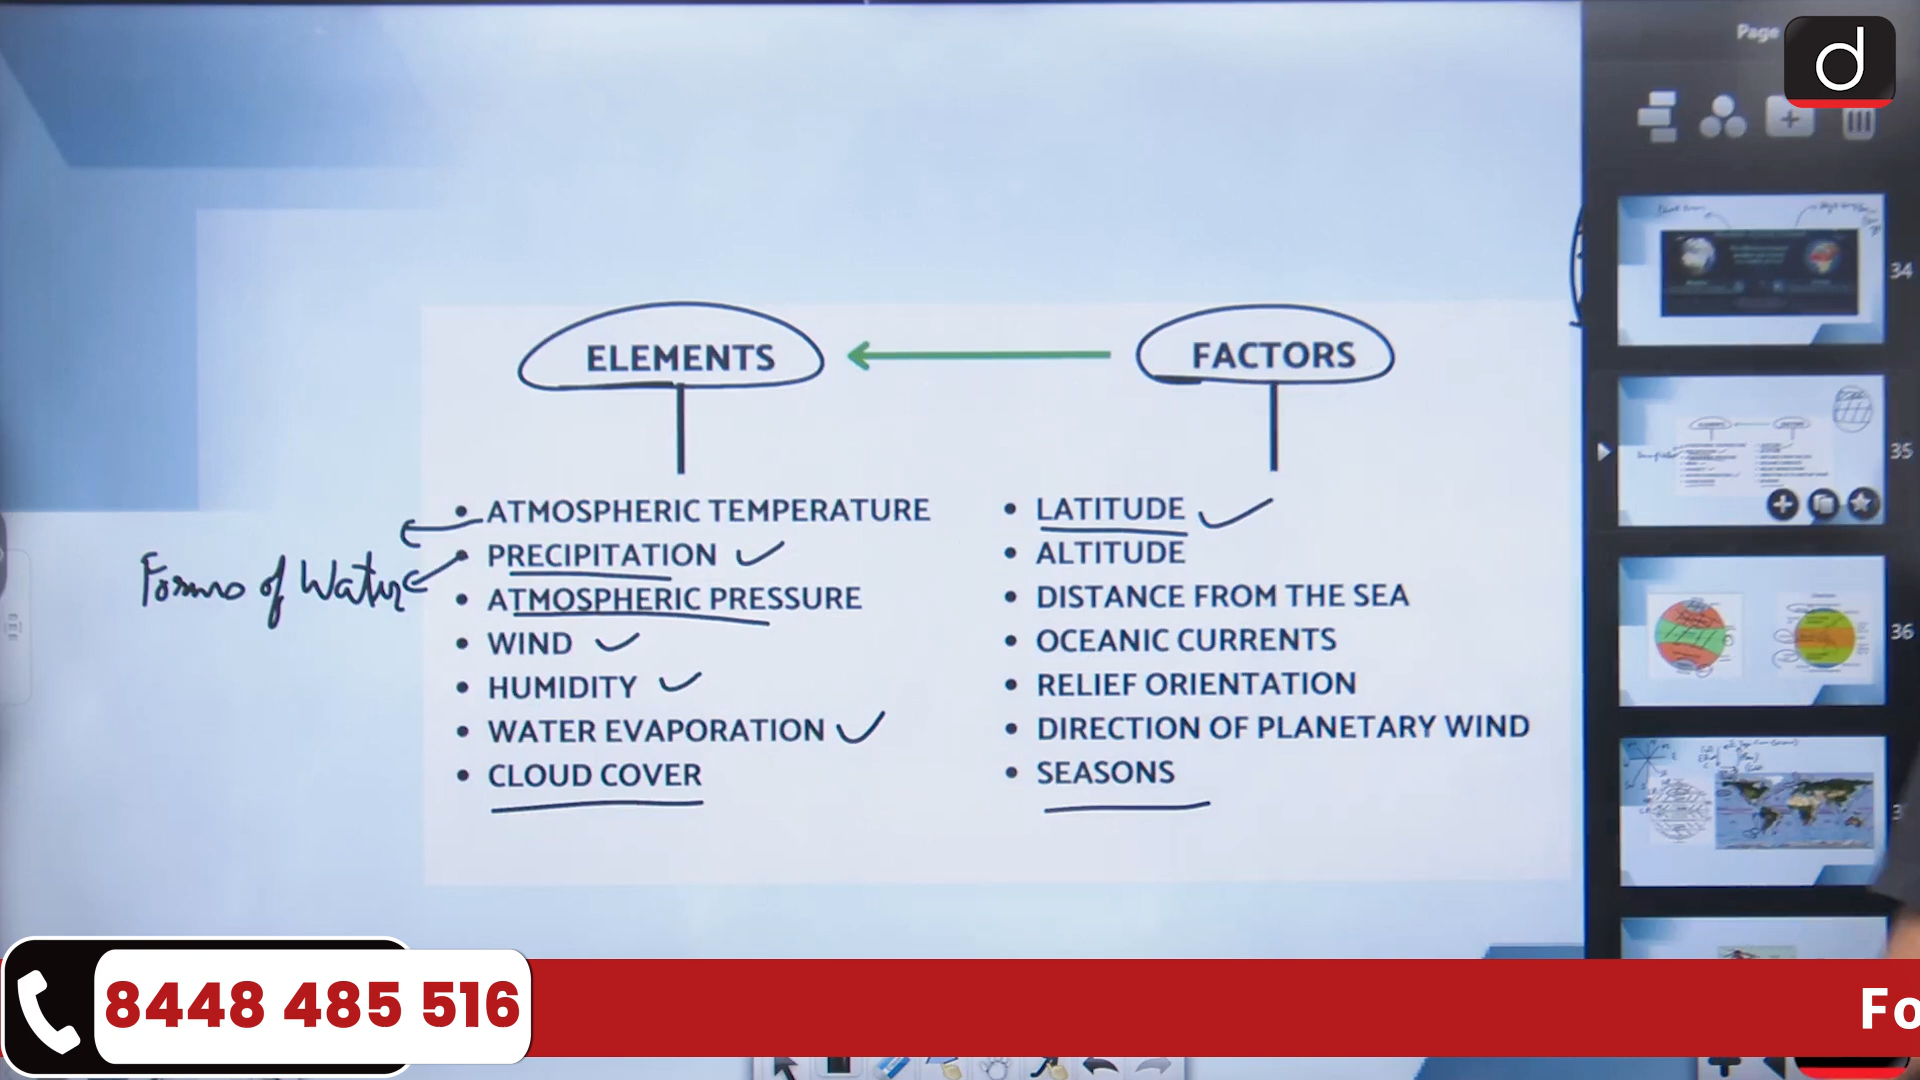 Page
d
ELEMENTS
FACTORS
• ATMOSPHERIC TEMPERATURE
• PRECIPITATION
• ATMOSPHERIC PRESSURE
• WIND
• HUMIDITY
• WATER EVAPORATION
• CLOUD COVER
Forms of Water
• LATITUDE
• ALTITUDE
• DISTANCE FROM THE SEA
• OCEANIC CURRENTS
• RELIEF ORIENTATION
• DIRECTION OF PLANETARY WIND
• SEASONS
34
35
36
8448 485 516
Fo